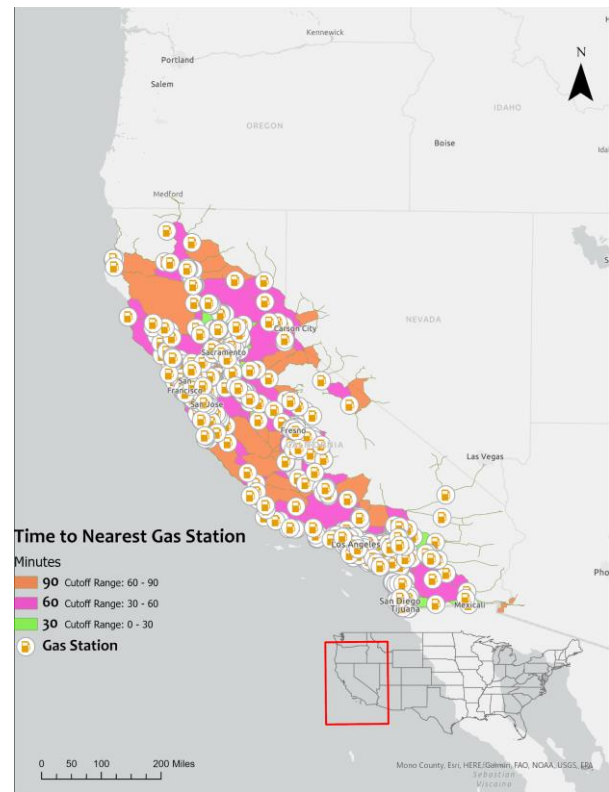 Kennewick
Portland
Salem
N
IDAHO
OREGON
Boise
Medford
NEVADA
Carson City
Sacramento
San
Francisco
San Jose
Fresno
CALIFORNIA
Las Vegas
Time to Nearest Gas Station
Minutes
90 Cutoff Range: 60 - 90
60 Cutoff Range: 30 - 60
30 Cutoff Range: 0 - 30
Gas Station
Los Angeles
San Diego
Tijuana
Mexicali
0 50 100 200 Miles
Mono County, Esri, HERE/Garmin, FAO, NOAA, USGS, EPA
Sebastián
Vizcaíno